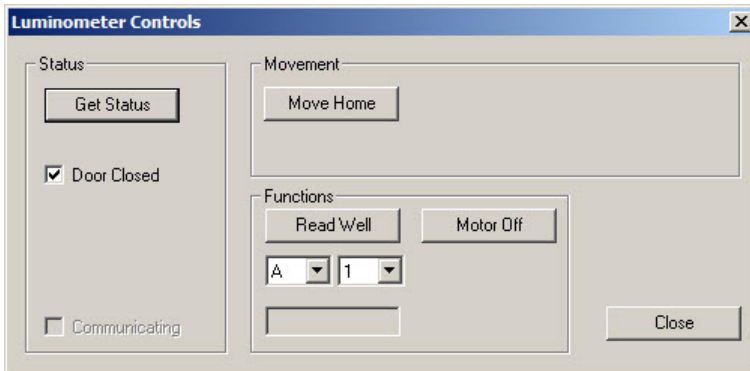 Luminometer Controls
Status
Get Status
Door Closed
Communicating
Movement
Move Home
Functions
Read Well
Motor Off
A
1
Close